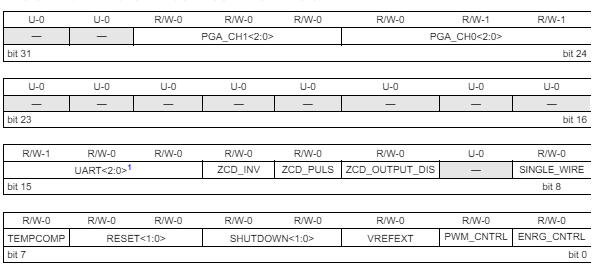 U-0 U-0 R/W-0 R/W-0 R/W-0 R/W-0 R/W-1 R/W-1
— — PGA_CH1<2:0> PGA_CH0<2:0>
bit 31 bit 24
U-0 U-0 U-0 U-0 U-0 U-0 U-0 U-0
— — — — — — — —
bit 23 bit 16
R/W-1 R/W-0 R/W-0 R/W-0 R/W-0 R/W-0 U-0 R/W-0
UART<2:0>1 ZCD_INV ZCD_PULS ZCD_OUTPUT_DIS — SINGLE_WIRE
bit 15 bit 8
R/W-0 R/W-0 R/W-0 R/W-0 R/W-0 R/W-0 R/W-0 R/W-0
TEMPCOMP RESET<1:0> SHUTDOWN<1:0> VREFEXT PWM_CNTRL ENRG_CNTRL
bit 7 bit 0